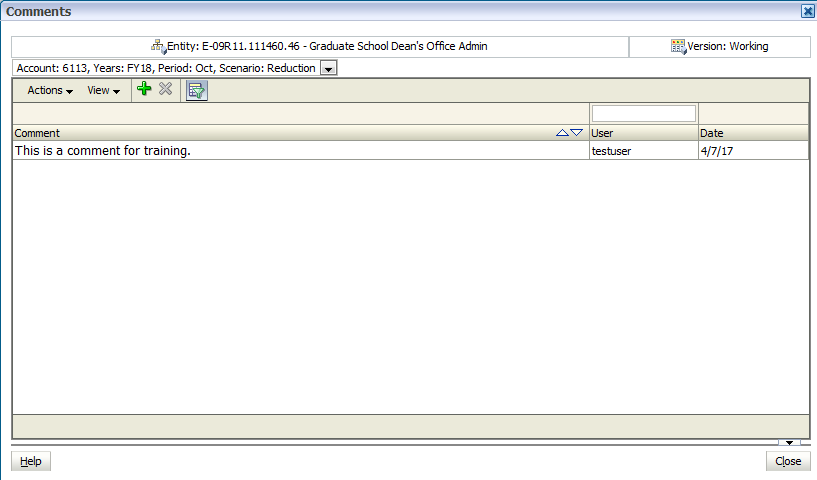 Comments
Entity: E-09R11.111460.46 - Graduate School Dean's Office Admin Version: Working
Account: 6113, Years: FY18, Period: Oct, Scenario: Reduction
Actions View
Comment User Date
This is a comment for training. testuser 4/7/17
Help Close